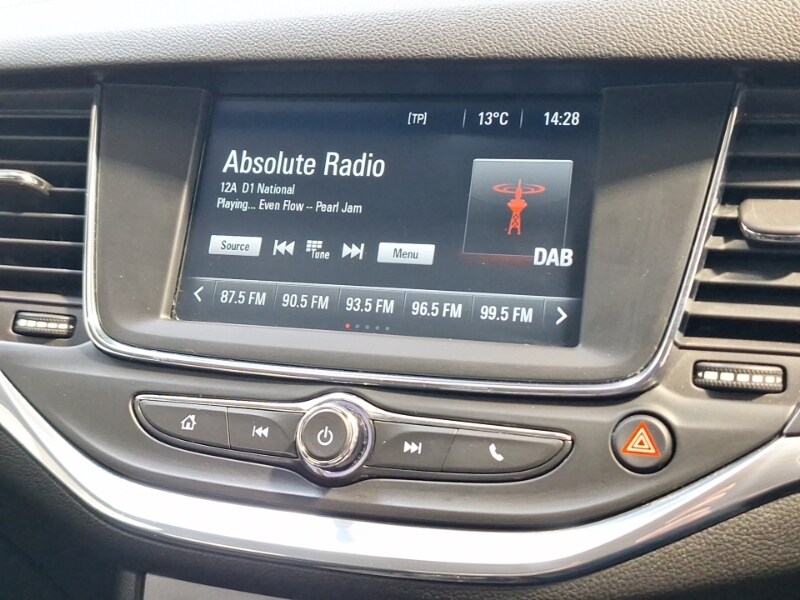 [TP] 13°C 14:28
Absolute Radio
12A D1 National
Playing... Even Flow -- Pearl Jam
Source Tune Menu
DAB
87.5 FM 90.5 FM 93.5 FM 96.5 FM 99.5 FM